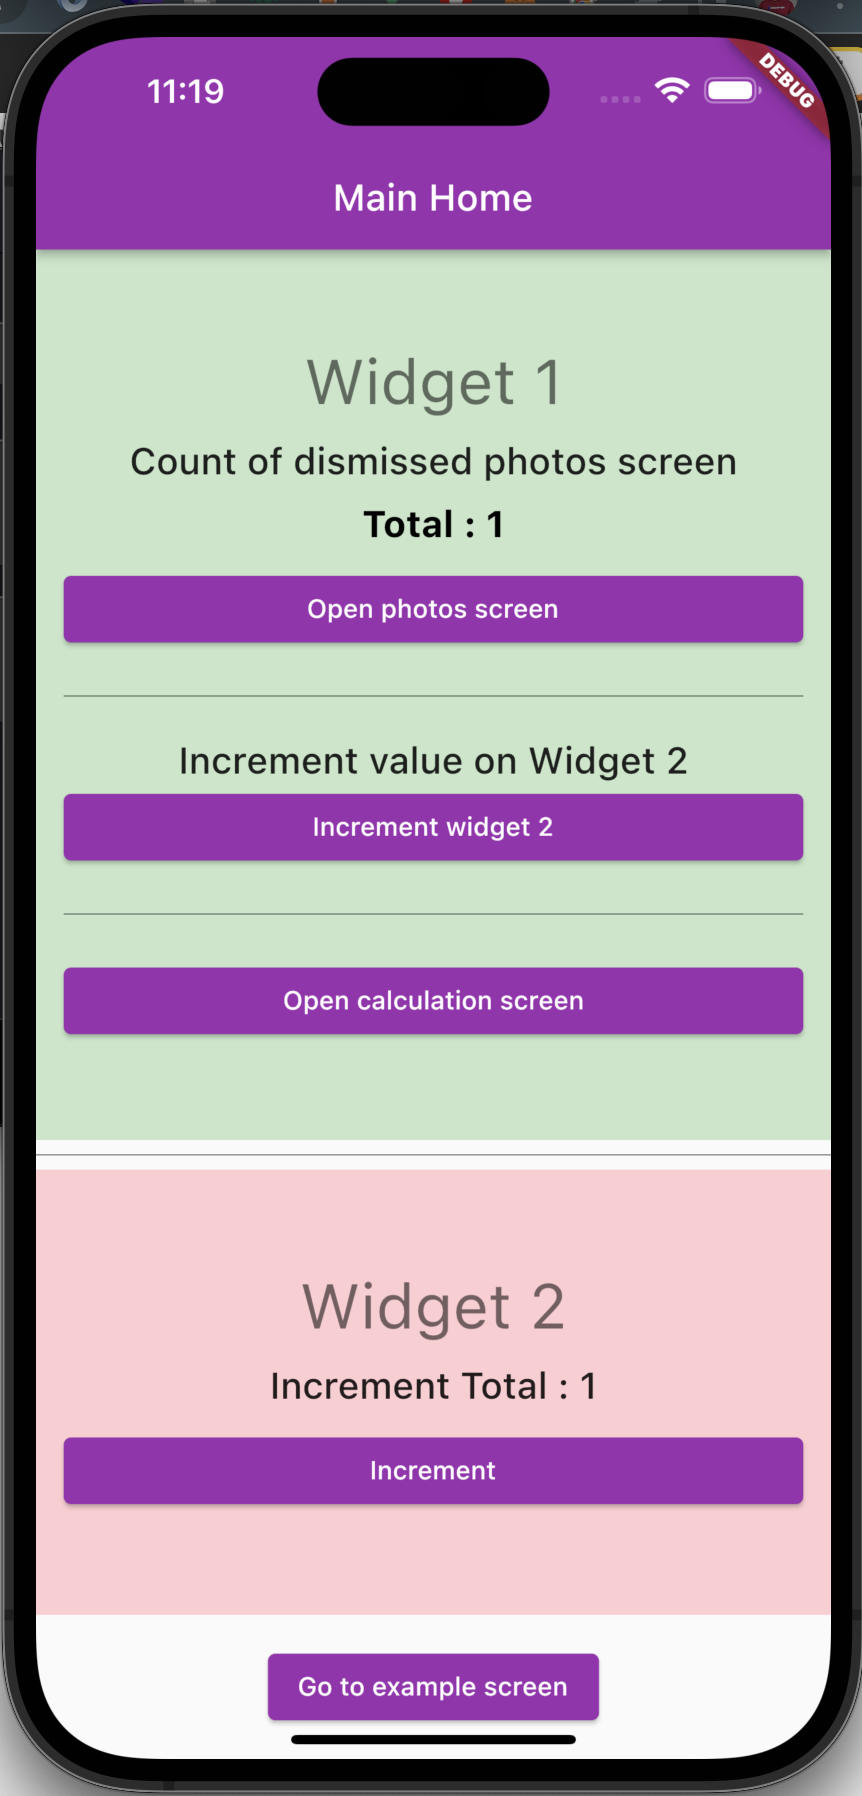 11:19
DEBUG
Main Home
Widget 1
Count of dismissed photos screen
Total : 1
Open photos screen
Increment value on Widget 2
Increment widget 2
Open calculation screen
Widget 2
Increment Total : 1
Increment
Go to example screen